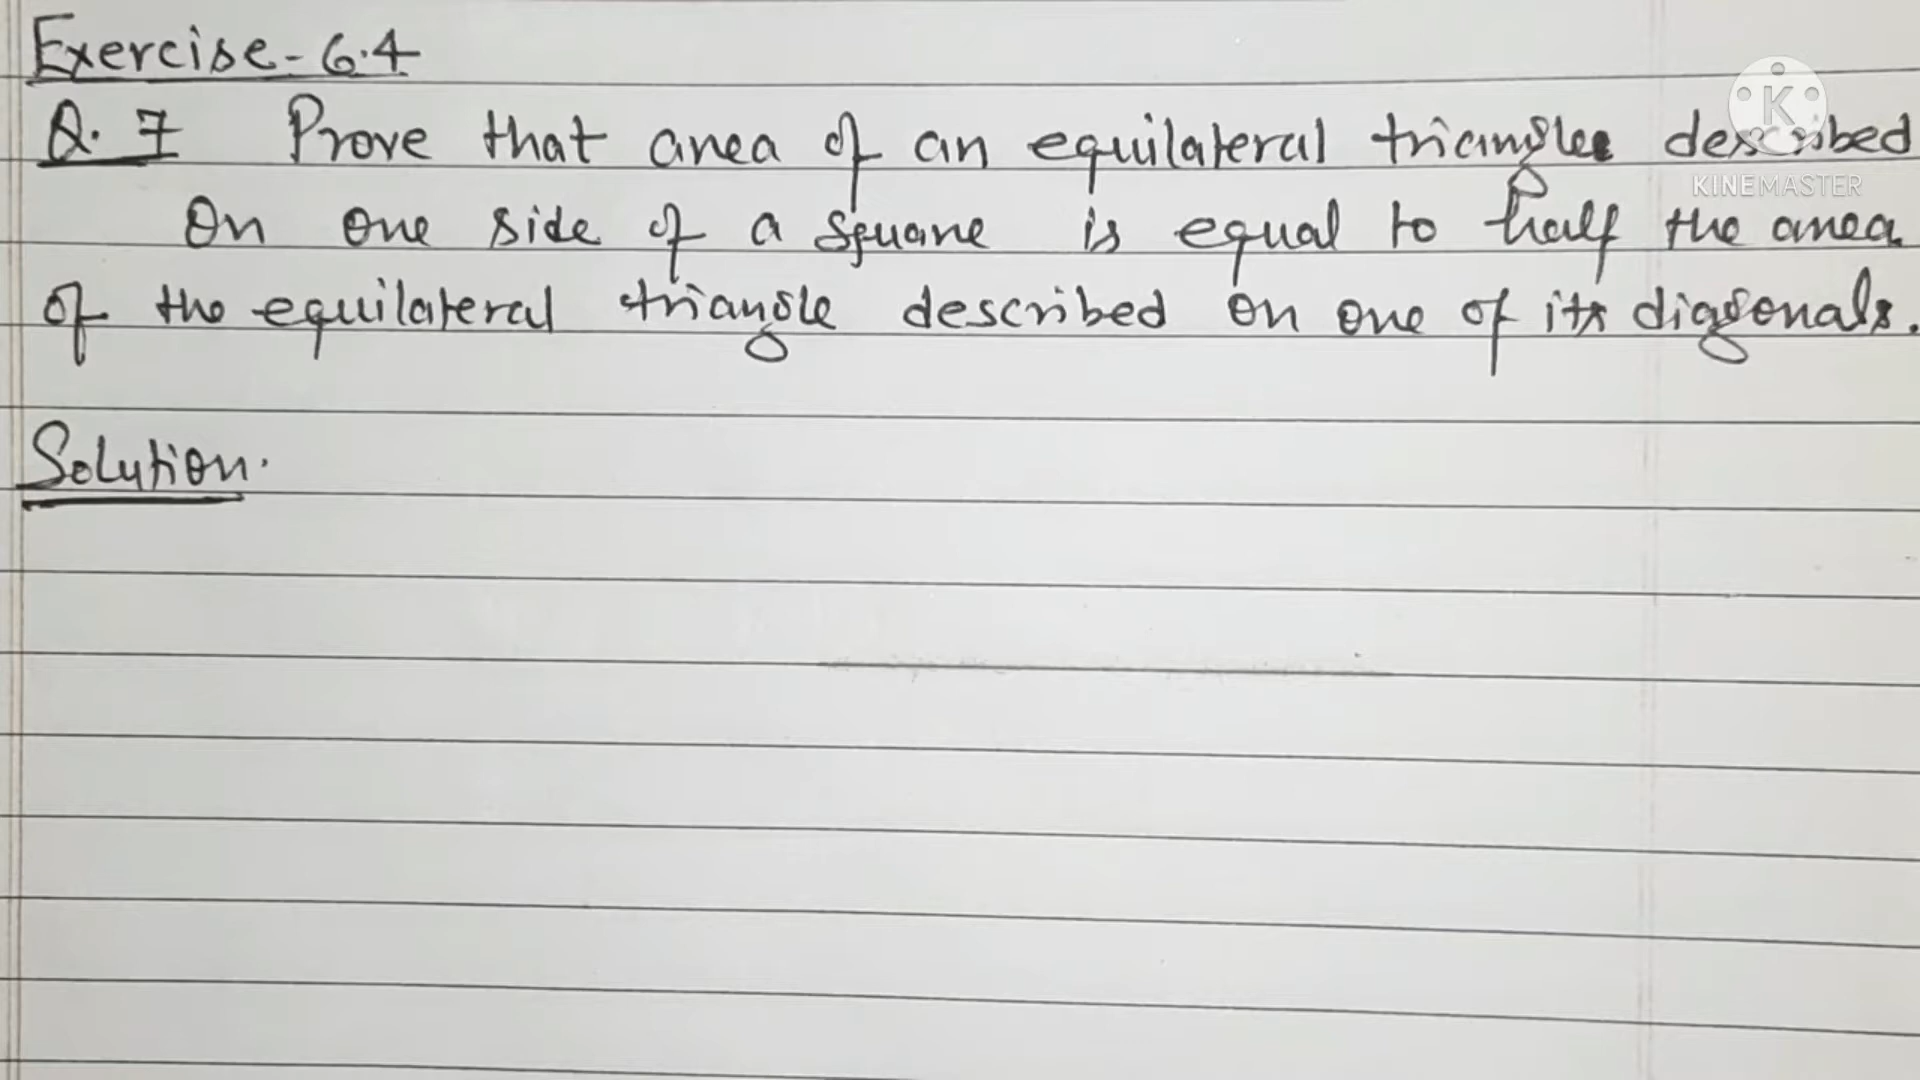 Exercise-6.4
Q.7 Prove that area of an equilateral triangle described
On one side of a square is equal to half the area
of the equilateral triangle described on one of its diagonals.
Solution.
K
KINEMASTER